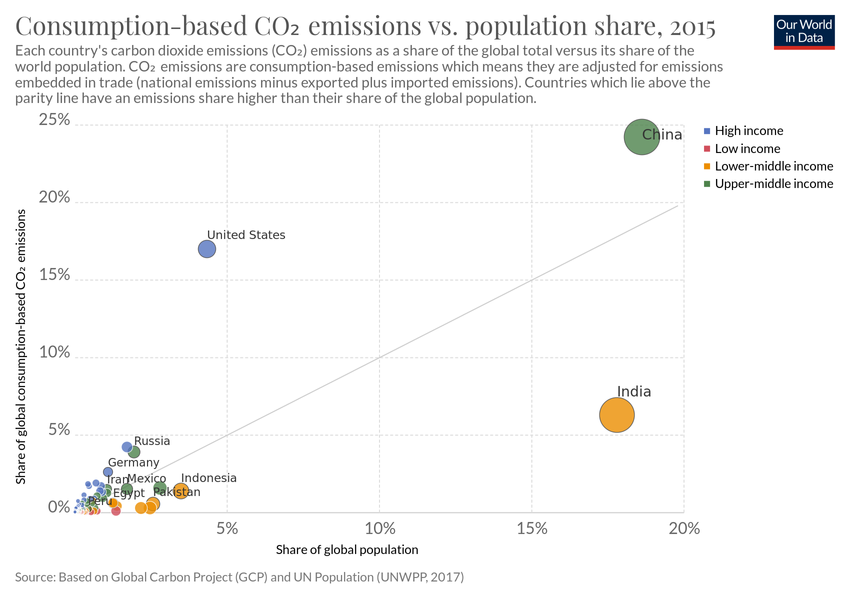 Consumption-based CO₂ emissions vs. population share, 2015
Our World
in Data
Each country's carbon dioxide emissions (CO₂) emissions as a share of the global total versus its share of the
world population. CO₂ emissions are consumption-based emissions which means they are adjusted for emissions
embedded in trade (national emissions minus exported plus imported emissions). Countries which lie above the
parity line have an emissions share higher than their share of the global population.
25%
20%
15%
10%
5%
0%
Share of global consumption-based CO₂ emissions
China
United States
India
Russia
Germany
Iran
Mexico
Indonesia
Egypt
Pakistan
Peru
5%
10%
15%
20%
Share of global population
High income
Low income
Lower-middle income
Upper-middle income
Source: Based on Global Carbon Project (GCP) and UN Population (UNWPP, 2017)